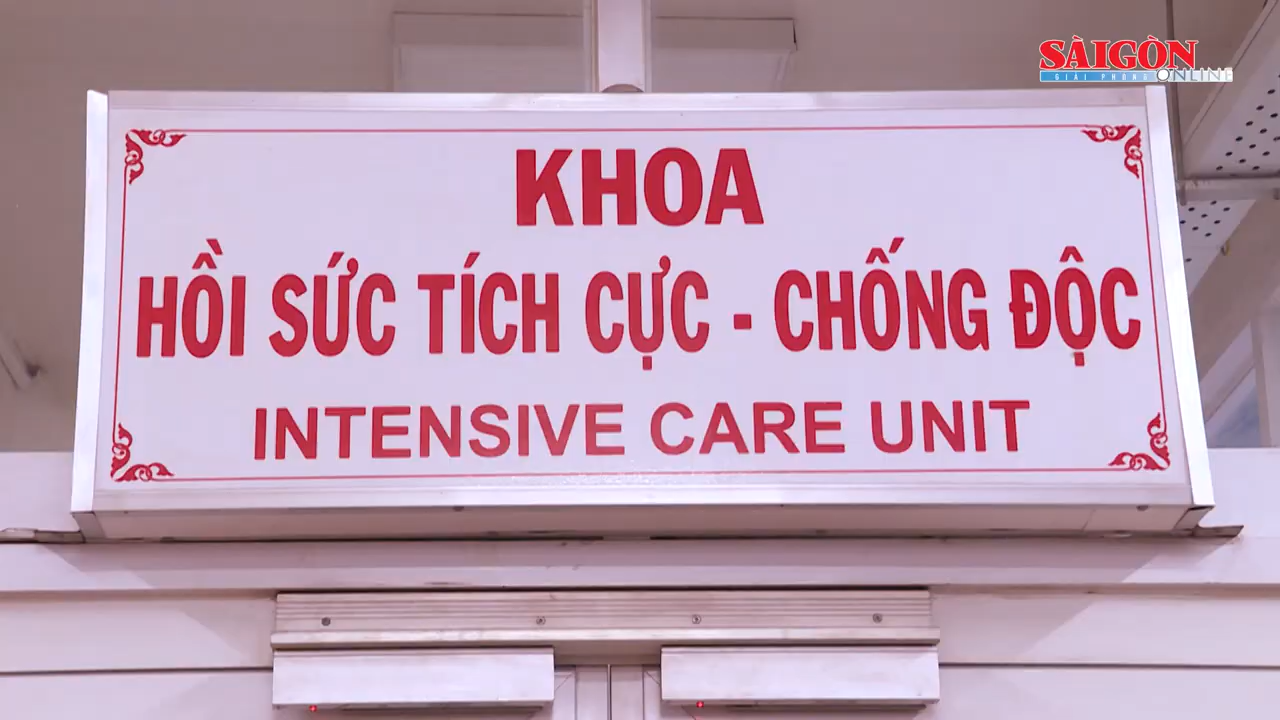 SÀIGÒN
GIẢI PHÓNG ONLINE
KHOA
HỒI SỨC TÍCH CỰC - CHỐNG ĐỘC
INTENSIVE CARE UNIT